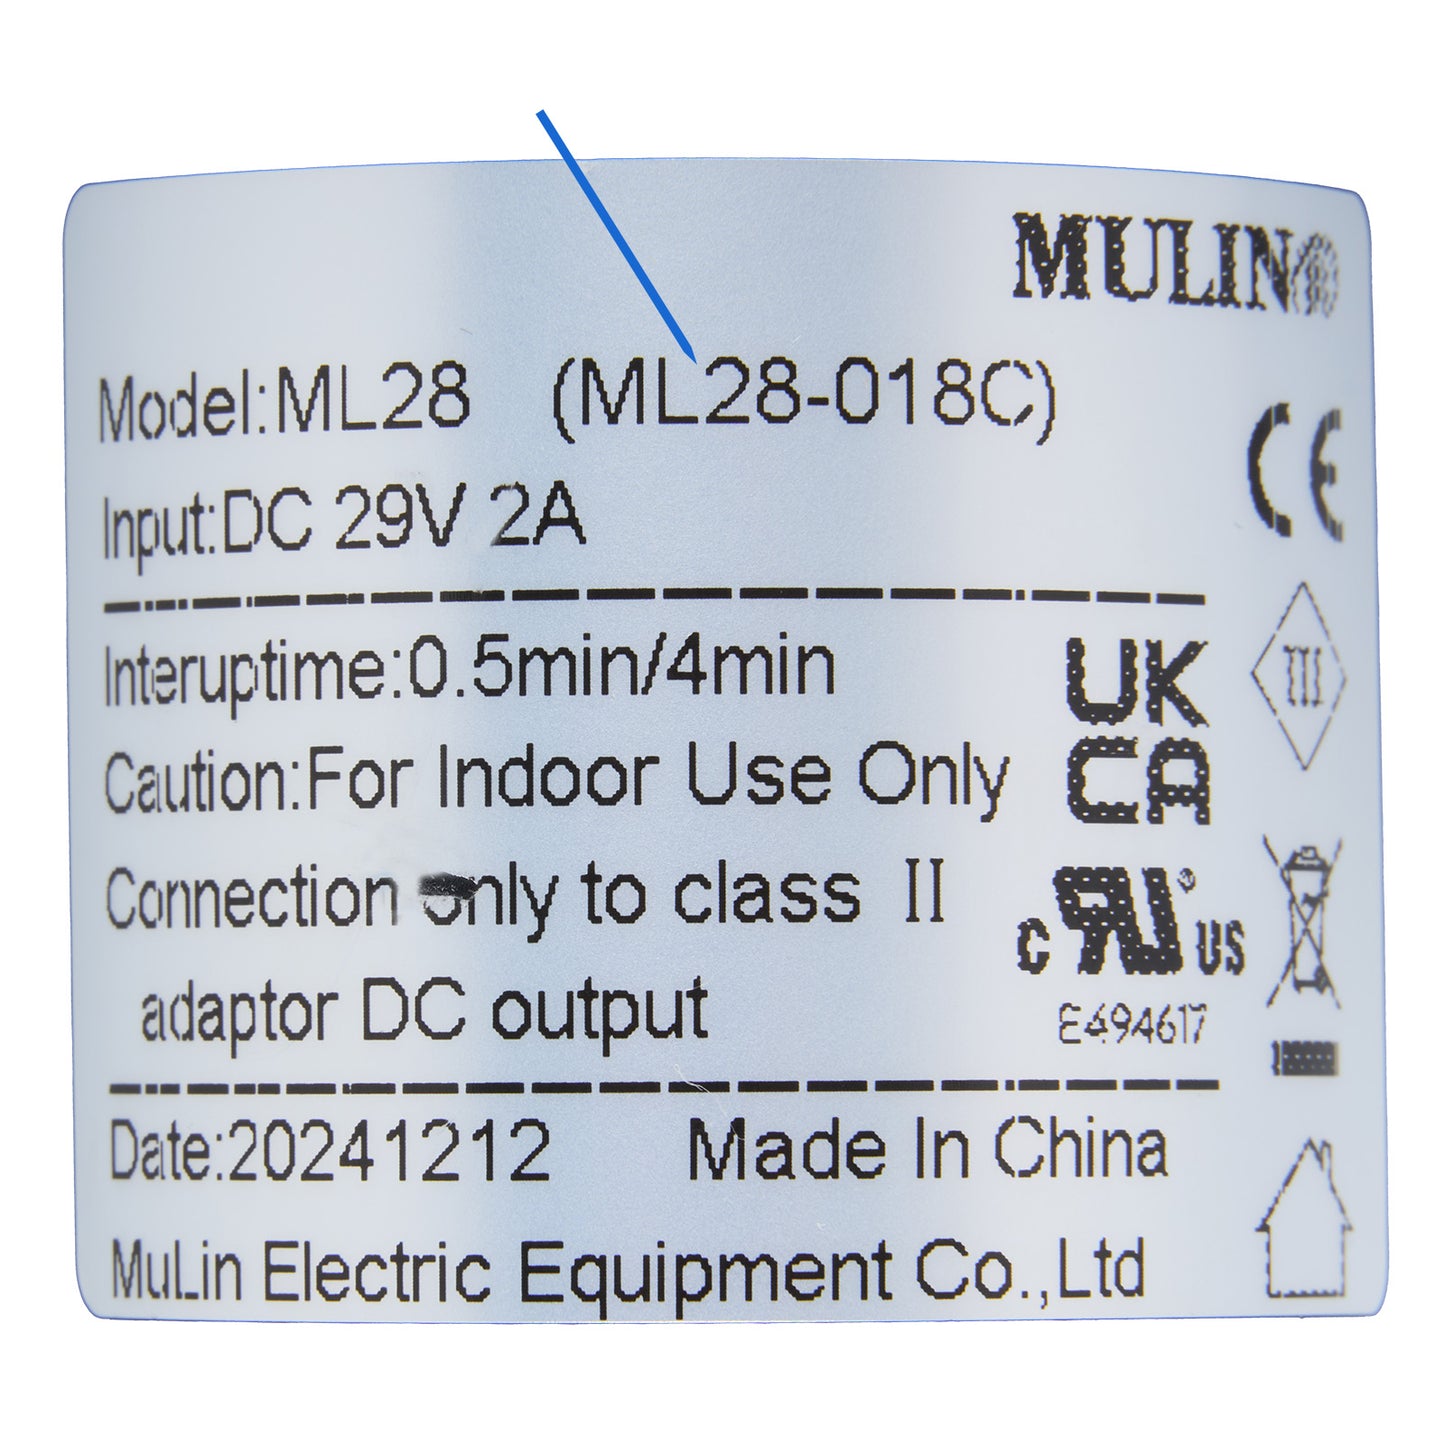 MULIN
Model:ML28 (ML28-018C)
Input:DC 29V 2A
CE
III
Interuptime:0.5min/4min
UK
CA
Caution:For Indoor Use Only
Connection only to class II
adaptor DC output
c RU ® US
E494617
Date:20241212 Made In China
MuLin Electric Equipment Co.,Ltd